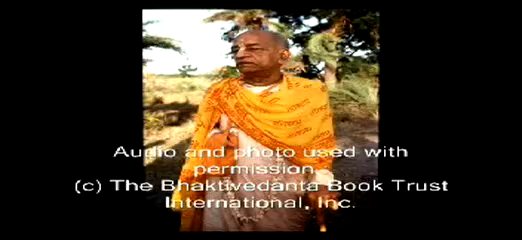 Audio and photo used with
permission.
(c) The Bhaktivedanta Book Trust
International, Inc.